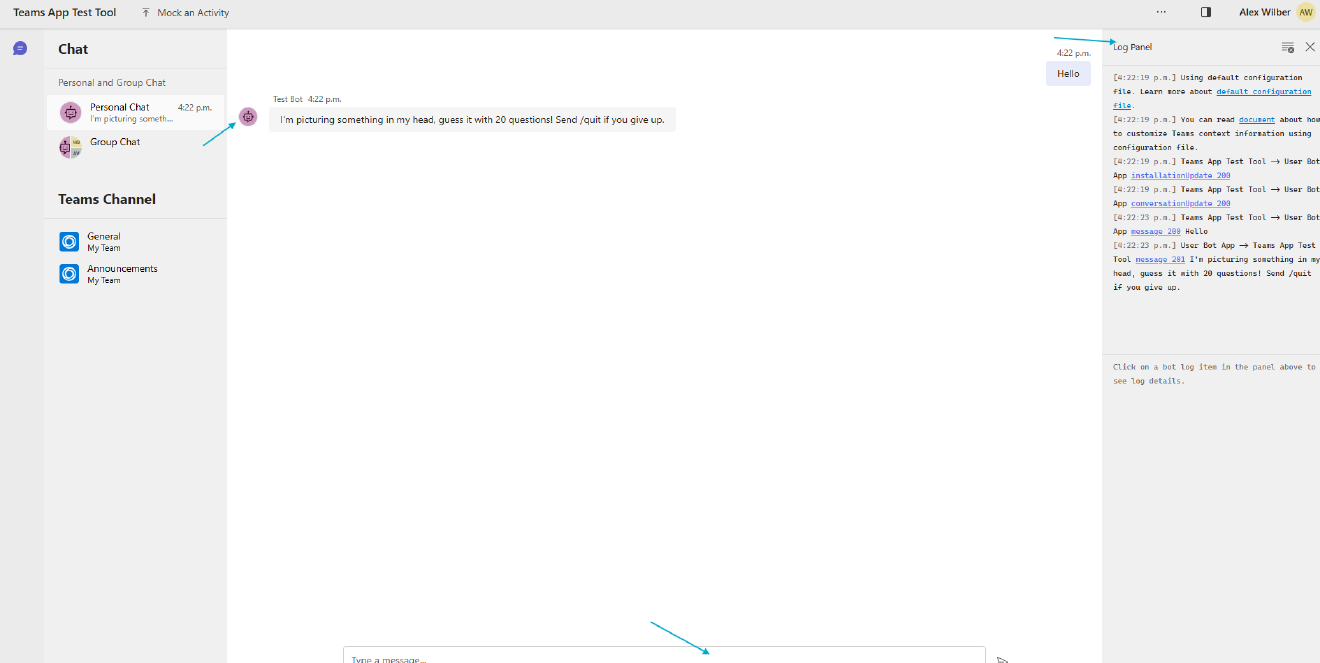 Teams App Test Tool
Mock an Activity
Alex Wilber
AW
Chat
Personal and Group Chat
Personal Chat 4:22 p.m.
I'm picturing someth...
Group Chat
Teams Channel
General
My Team
Announcements
My Team
4:22 p.m.
Hello
Test Bot 4:22 p.m.
I'm picturing something in my head, guess it with 20 questions! Send /quit if you give up.
Type a message...
Log Panel
[4:22:19 p.m.] Using default configuration
file. Learn more about default configuration
file.
[4:22:19 p.m.] You can read document about how
to customize Teams context information using
configuration file.
[4:22:19 p.m.] Teams App Test Tool → User Bot
App installationUpdate 200
[4:22:19 p.m.] Teams App Test Tool → User Bot
App conversationUpdate 200
[4:22:23 p.m.] Teams App Test Tool → User Bot
App message 200 Hello
[4:22:23 p.m.] User Bot App → Teams App Test
Tool message 201 I'm picturing something in my
head, guess it with 20 questions! Send /quit
if you give up.
Click on a bot log item in the panel above to
see log details.